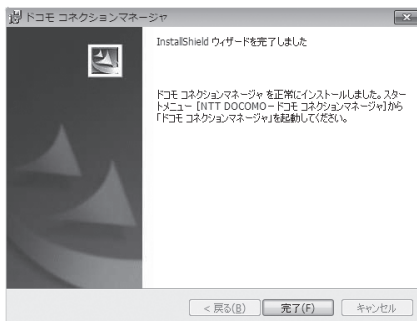 ドコモ コネクションマネージャ
InstallShield ウィザードを完了しました
ドコモ コネクションマネージャ を正常にインストールしました。スター
トメニュー [NTT DOCOMO－ドコモ コネクションマネージャ]から
「ドコモ コネクションマネージャ」を起動してください。
< 戻る(B)
完了(F)
キャンセル